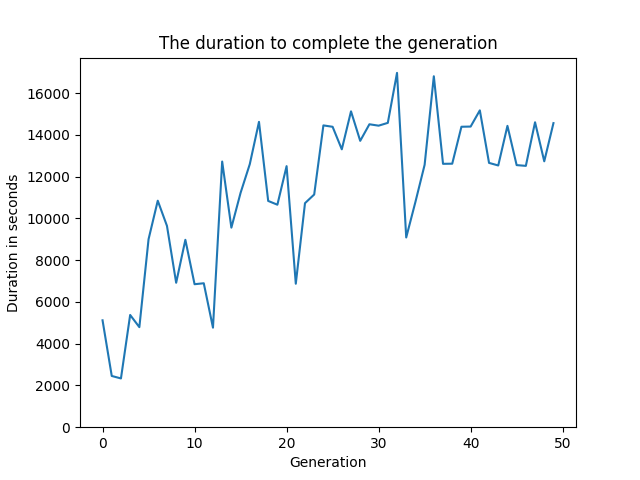 The duration to complete the generation
Duration in seconds
16000
14000
12000
10000
8000
6000
4000
2000
0
0 10 20 30 40 50
Generation